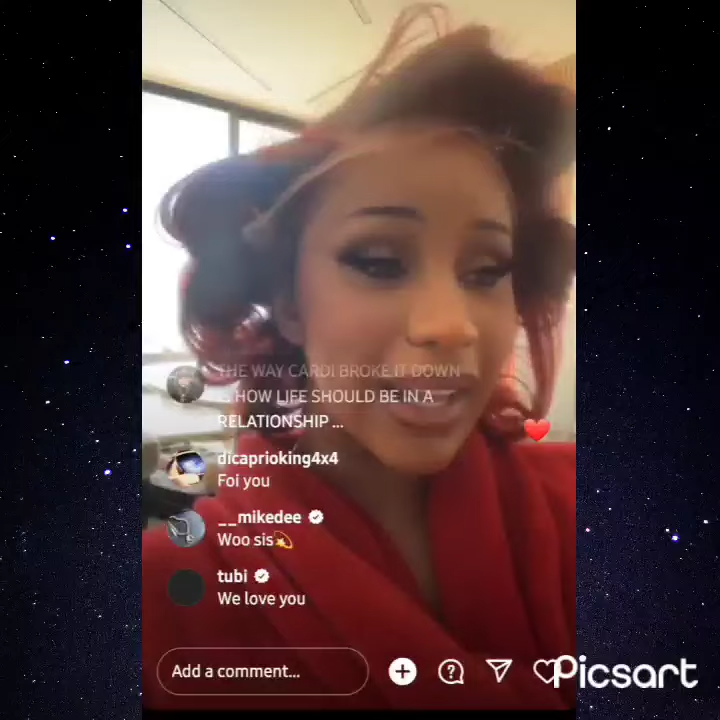 THE WAY CARDI BROKE IT DOWN
IS HOW LIFE SHOULD BE IN A
RELATIONSHIP ...
dicaprioking4x4
Foi you
__mikedee
Woo sis💫
tubi
We love you
Add a comment...
Picsart